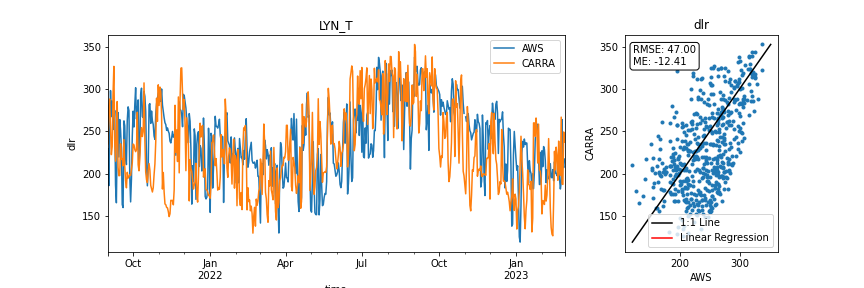 LYN_T
dlr
350
300
250
200
150
AWS
CARRA
Oct
Jan
2022
Apr
Jul
Oct
Jan
2023
dlr
CARRA
350
300
250
200
150
RMSE: 47.00
ME: -12.41
1:1 Line
Linear Regression
200
300
AWS